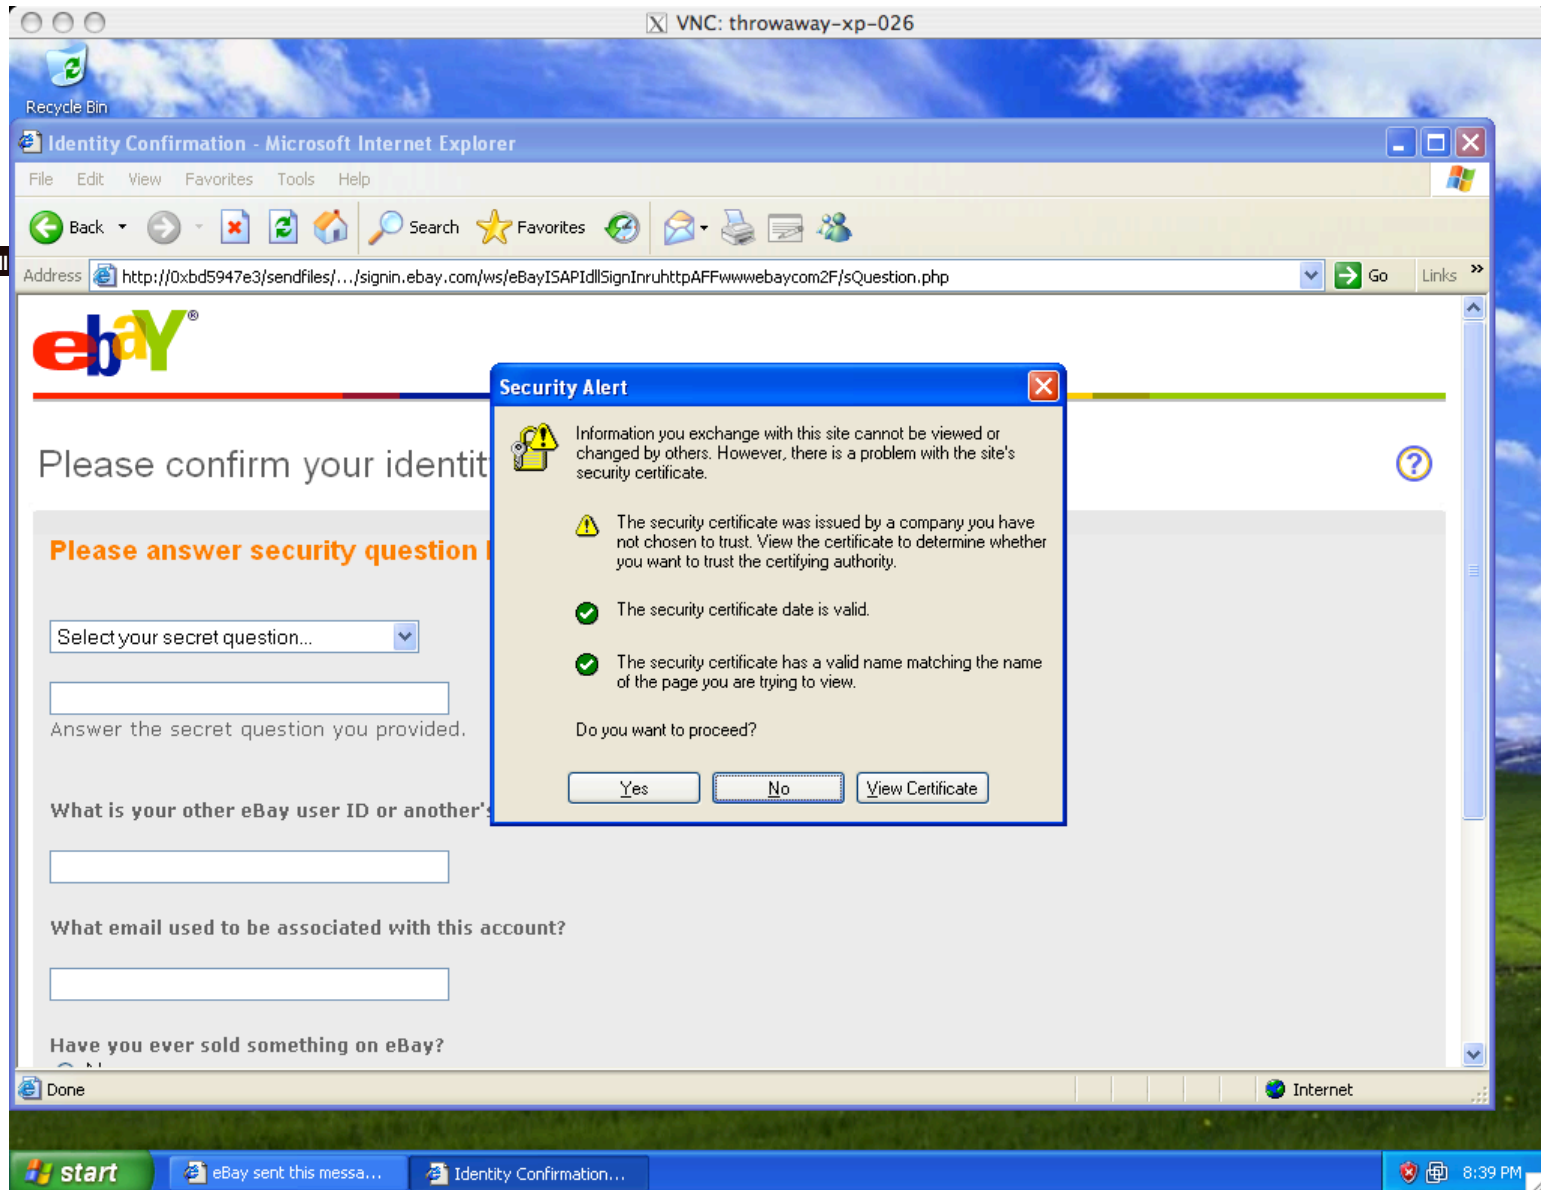 VNC: throwaway-xp-026
Recycle Bin
Identity Confirmation - Microsoft Internet Explorer
File Edit View Favorites Tools Help
Back Search Favorites
Address http://0xbd5947e3/sendfiles/.../signin.ebay.com/ws/eBayISAPIdllSignInruhttpAFFwwwebaycom2F/sQuestion.php Go Links »
ebaY®
Please confirm your identit
Please answer security question
Select your secret question...
Answer the secret question you provided.
What is your other eBay user ID or another's
What email used to be associated with this account?
Have you ever sold something on eBay?
Security Alert
Information you exchange with this site cannot be viewed or
changed by others. However, there is a problem with the site's
security certificate.
The security certificate was issued by a company you have
not chosen to trust. View the certificate to determine whether
you want to trust the certifying authority.
The security certificate date is valid.
The security certificate has a valid name matching the name
of the page you are trying to view.
Do you want to proceed?
Yes No View Certificate
Done Internet
start eBay sent this messa... Identity Confirmation... 8:39 PM